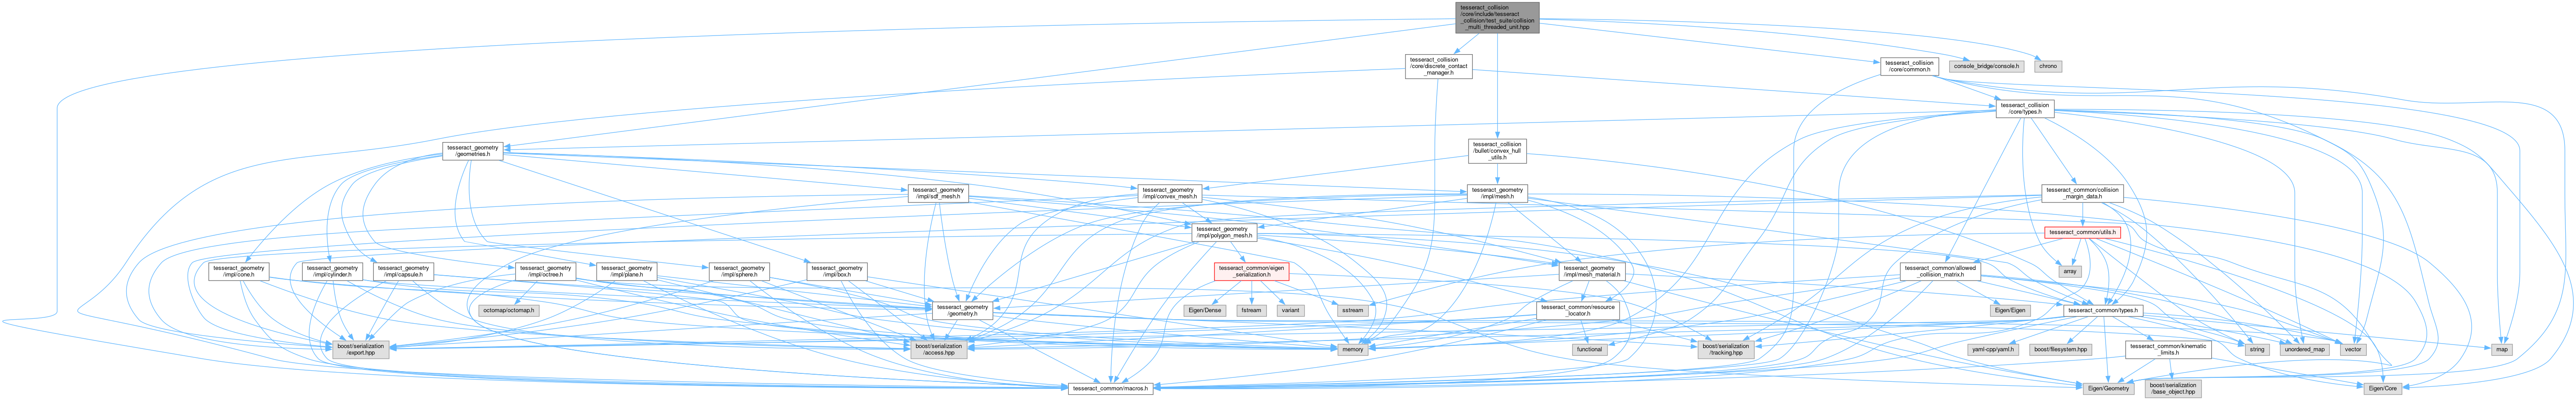 tesseract_collision
/core/include/tesseract
_collision/test_suite/collision
_multi_threaded_unit.hpp
tesseract_collision
/core/discrete_contact
_manager.h
tesseract_collision
/core/common.h
console_bridge/console.h
chrono
tesseract_collision
/core/types.h
tesseract_geometry
/geometries.h
tesseract_collision
/bullet/convex_hull
_utils.h
tesseract_geometry
/impl/sdf_mesh.h
tesseract_geometry
/impl/convex_mesh.h
tesseract_geometry
/impl/mesh.h
tesseract_common/collision
_margin_data.h
tesseract_geometry
/impl/polygon_mesh.h
tesseract_common/utils.h
tesseract_geometry
/impl/cone.h
tesseract_geometry
/impl/cylinder.h
tesseract_geometry
/impl/capsule.h
tesseract_geometry
/impl/octree.h
tesseract_geometry
/impl/plane.h
tesseract_geometry
/impl/sphere.h
tesseract_geometry
/impl/box.h
tesseract_common/eigen
_serialization.h
tesseract_geometry
/impl/mesh_material.h
tesseract_common/allowed
_collision_matrix.h
array
octomap/octomap.h
tesseract_geometry
/geometry.h
Eigen/Dense
fstream
variant
sstream
tesseract_common/resource
_locator.h
Eigen/Eigen
tesseract_common/types.h
boost/serialization
/export.hpp
boost/serialization
/access.hpp
memory
functional
boost/serialization
/tracking.hpp
yaml-cpp/yaml.h
boost/filesystem.hpp
tesseract_common/kinematic
_limits.h
string
unordered_map
vector
map
tesseract_common/macros.h
Eigen/Geometry
boost/serialization
/base_object.hpp
Eigen/Core